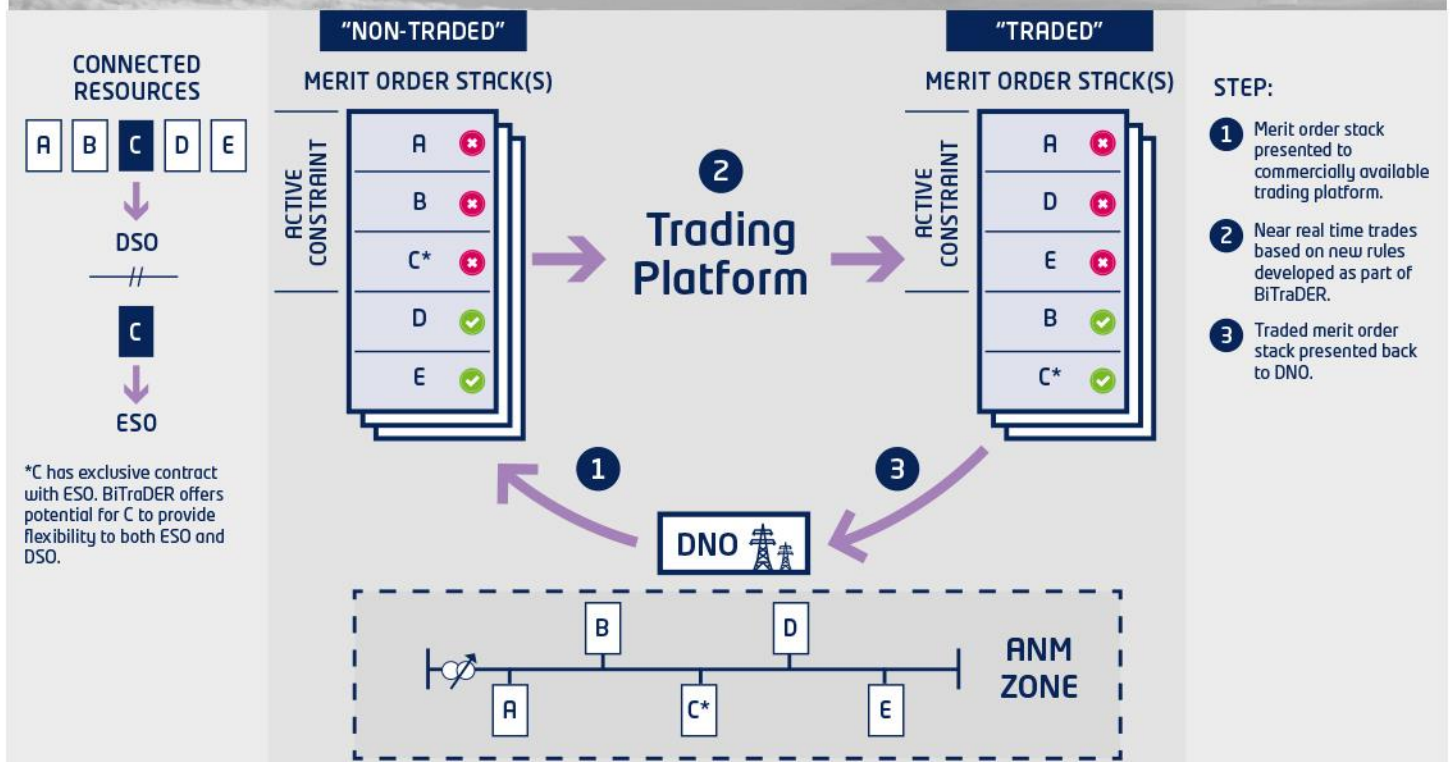 CONNECTED
RESOURCES
A B C D E
DSO
C
ESO
*C has exclusive contract
with ESO. BiTraDER offers
potential for C to provide
flexibility to both ESO and
DSO.
"NON-TRADED"
MERIT ORDER STACK(S)
ACTIVE
CONSTRAINT
A
B
C*
D
E
2
Trading
Platform
"TRADED"
MERIT ORDER STACK(S)
ACTIVE
CONSTRAINT
A
D
E
B
C*
1
3
DNO
B
D
A
C*
E
ANM
ZONE
STEP:
1 Merit order stack
presented to
commercially available
trading platform.
2 Near real time trades
based on new rules
developed as part of
BiTraDER.
3 Traded merit order
stack presented back
to DNO.